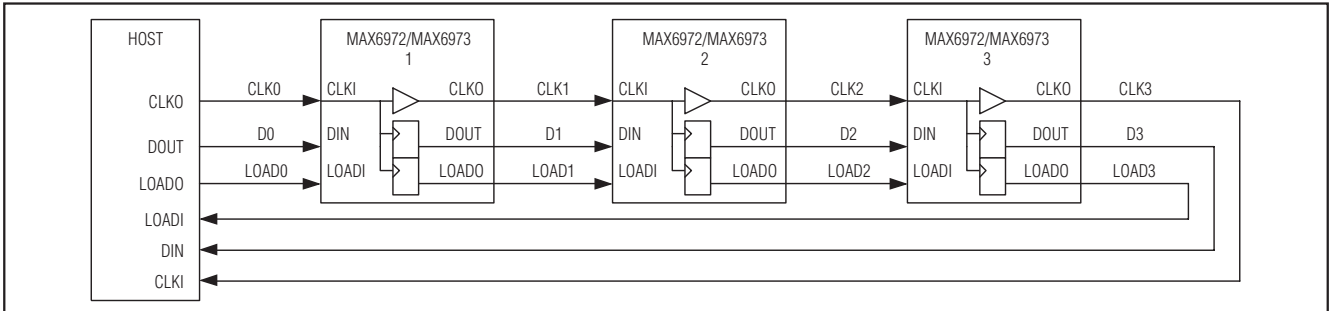 HOST
MAX6972/MAX6973
1
MAX6972/MAX6973
2
MAX6972/MAX6973
3
CLKO
CLK0
CLKI
CLKO
CLK1
CLKI
CLKO
CLK2
CLKI
CLKO
CLK3
DOUT
D0
DIN
DOUT
D1
DIN
DOUT
D2
DIN
DOUT
D3
LOADO
LOAD0
LOADI
LOADO
LOAD1
LOADI
LOADO
LOAD2
LOADI
LOADO
LOAD3
LOADI
DIN
CLKI